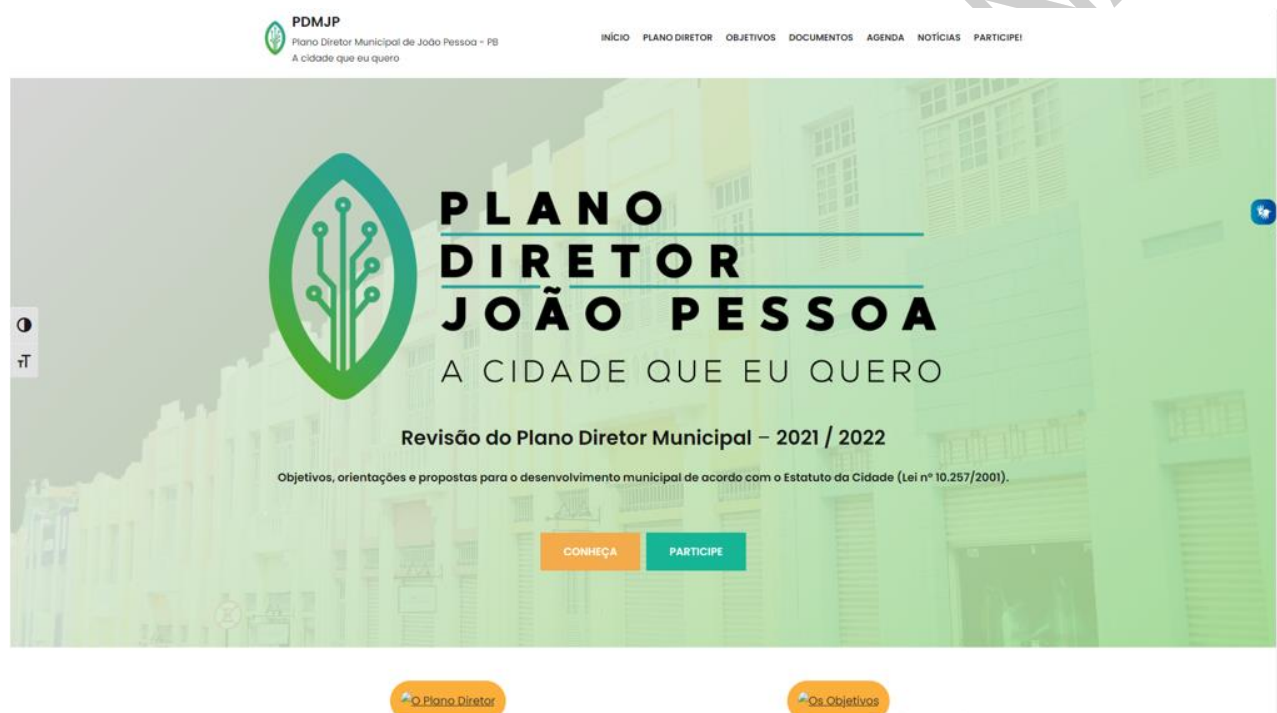 PDMJP
Plano Diretor Municipal de João Pessoa - PB
A cidade que eu quero
INÍCIO PLANO DIRETOR OBJETIVOS DOCUMENTOS AGENDA NOTÍCIAS PARTICIPE!
PLANO
DIRETOR
JOÃO PESSOA
A CIDADE QUE EU QUERO
Revisão do Plano Diretor Municipal – 2021 / 2022
Objetivos, orientações e propostas para o desenvolvimento municipal de acordo com o Estatuto da Cidade (Lei nº 10.257/2001).
CONHEÇA PARTICIPE
O Plano Diretor Os Objetivos